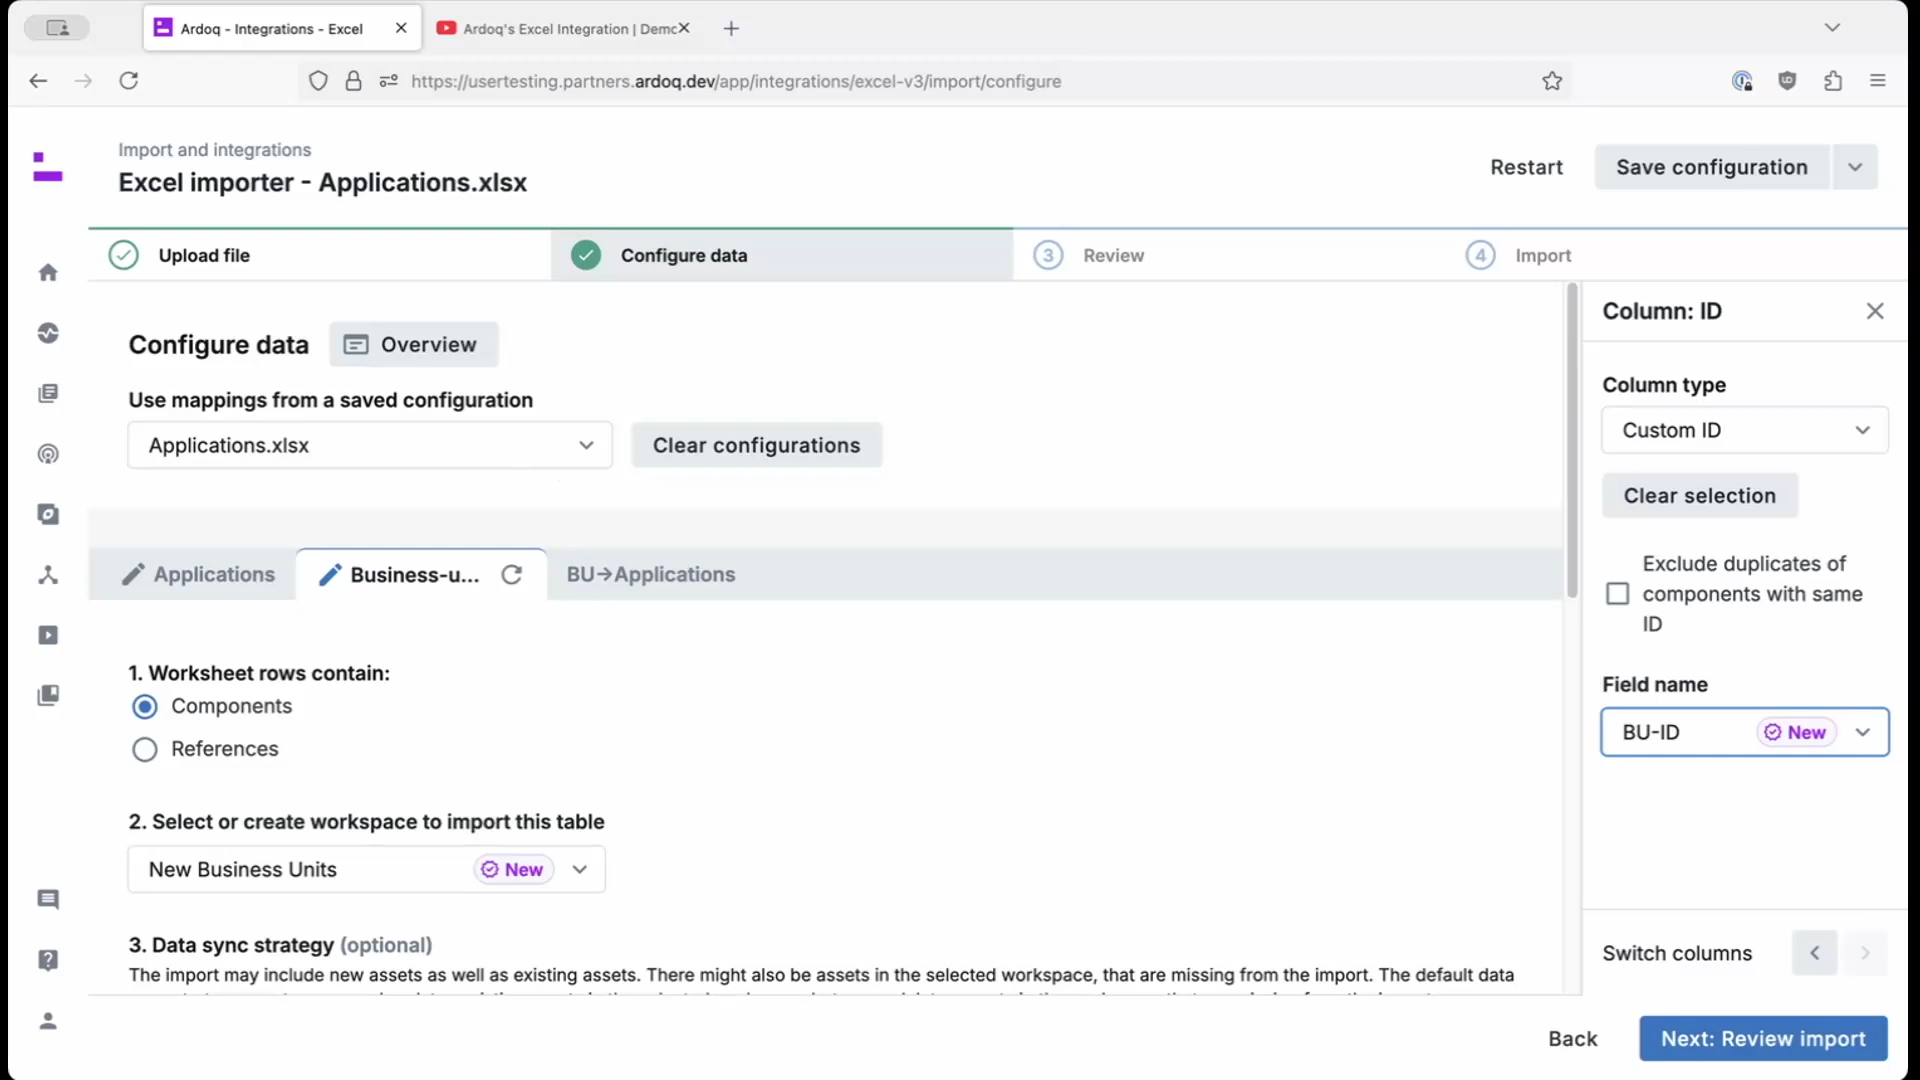 Ardoq - Integrations - Excel
Ardoq's Excel Integration | Demo
https://usertesting.partners.ardoq.dev/app/integrations/excel-v3/import/configure
Import and integrations
Excel importer - Applications.xlsx
Restart
Save configuration
Upload file
Configure data
3 Review
4 Import
Configure data
Overview
Use mappings from a saved configuration
Applications.xlsx
Clear configurations
Applications
Business-u...
BU→Applications
1. Worksheet rows contain:
Components
References
2. Select or create workspace to import this table
New Business Units
New
3. Data sync strategy (optional)
The import may include new assets as well as existing assets. There might also be assets in the selected workspace, that are missing from the import. The default data
Column: ID
Column type
Custom ID
Clear selection
Exclude duplicates of
components with same
ID
Field name
BU-ID
New
Switch columns
Back
Next: Review import